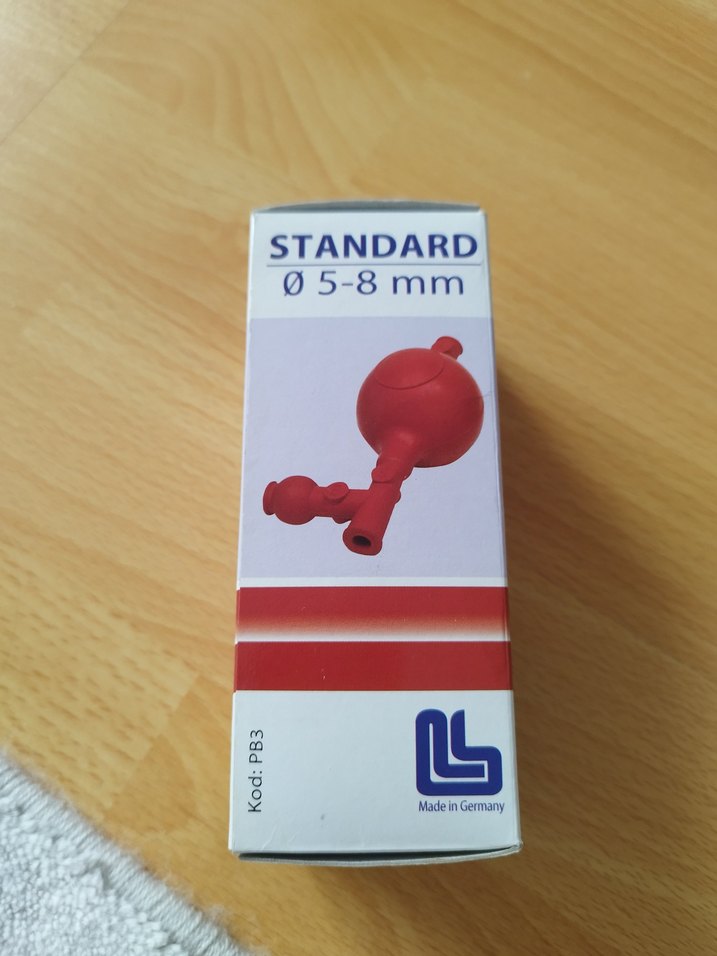 STANDARD
Ø 5-8 mm
Kod: PB3
Made in Germany